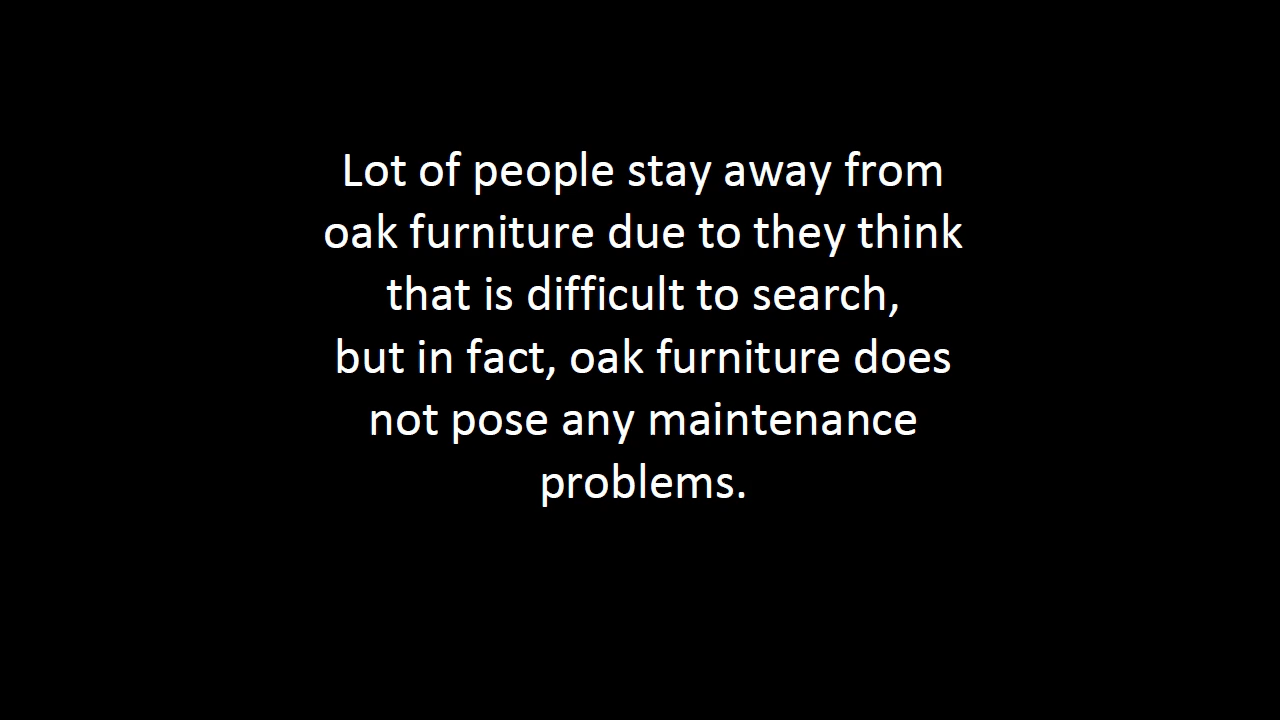 Lot of people stay away from
oak furniture due to they think
that is difficult to search,
but in fact, oak furniture does
not pose any maintenance
problems.